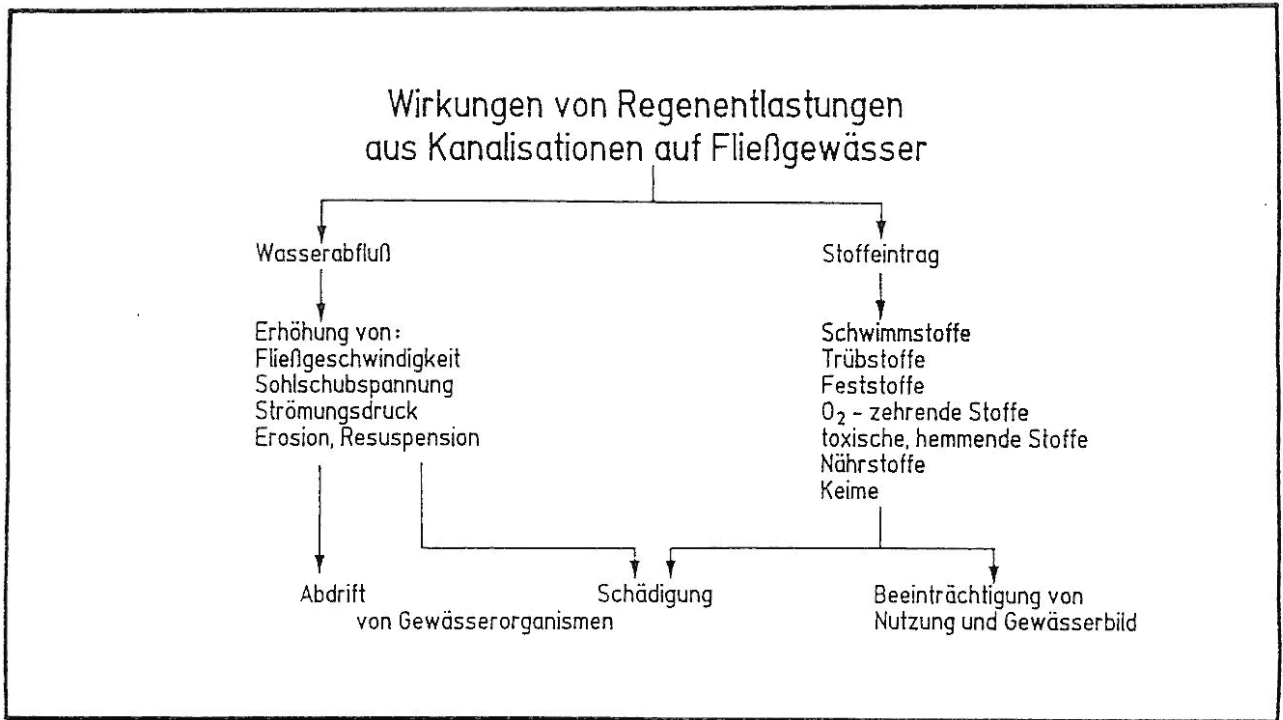 Wirkungen von Regenentlastungen
aus Kanalisationen auf Fließgewässer
Wasserabfluß
Erhöhung von:
Fließgeschwindigkeit
Sohlschubspannung
Strömungsdruck
Erosion, Resuspension
Stoffeintrag
Schwimmstoffe
Trübstoffe
Feststoffe
O₂ - zehrende Stoffe
toxische, hemmende Stoffe
Nährstoffe
Keime
Abdrift Schädigung
von Gewässerorganismen
Beeinträchtigung von
Nutzung und Gewässerbild